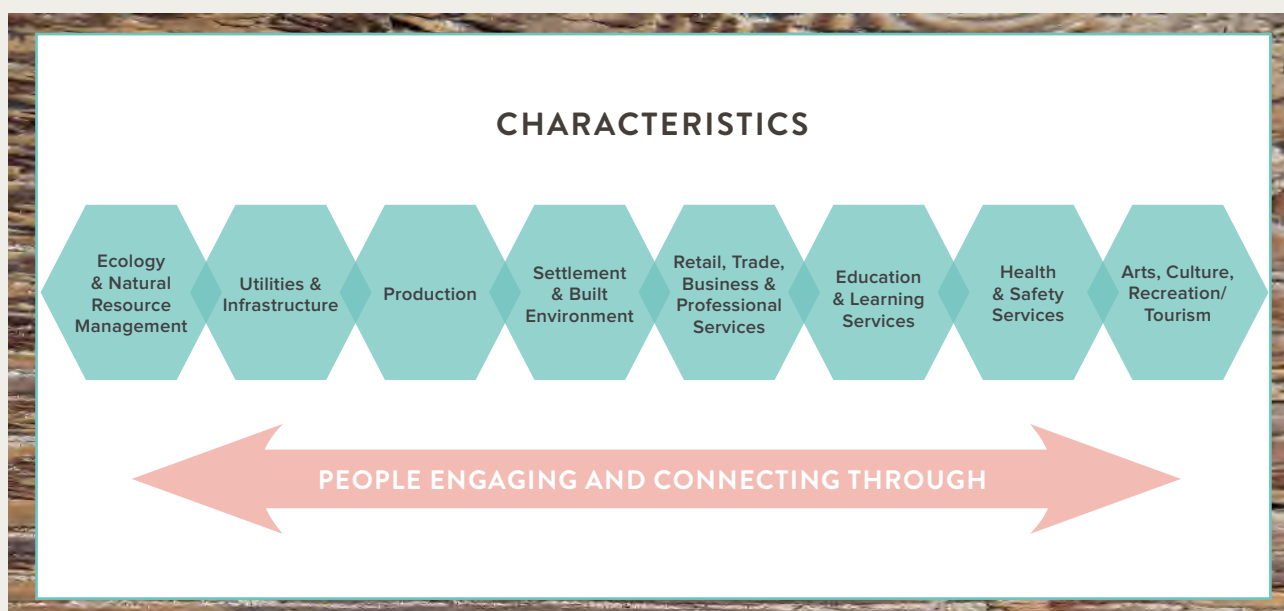 CHARACTERISTICS
Ecology
& Natural
Resource
Management
Utilities &
Infrastructure
Production
Settlement
& Built
Environment
Retail, Trade,
Business &
Professional
Services
Education
& Learning
Services
Health
& Safety
Services
Arts, Culture,
Recreation/
Tourism
PEOPLE ENGAGING AND CONNECTING THROUGH